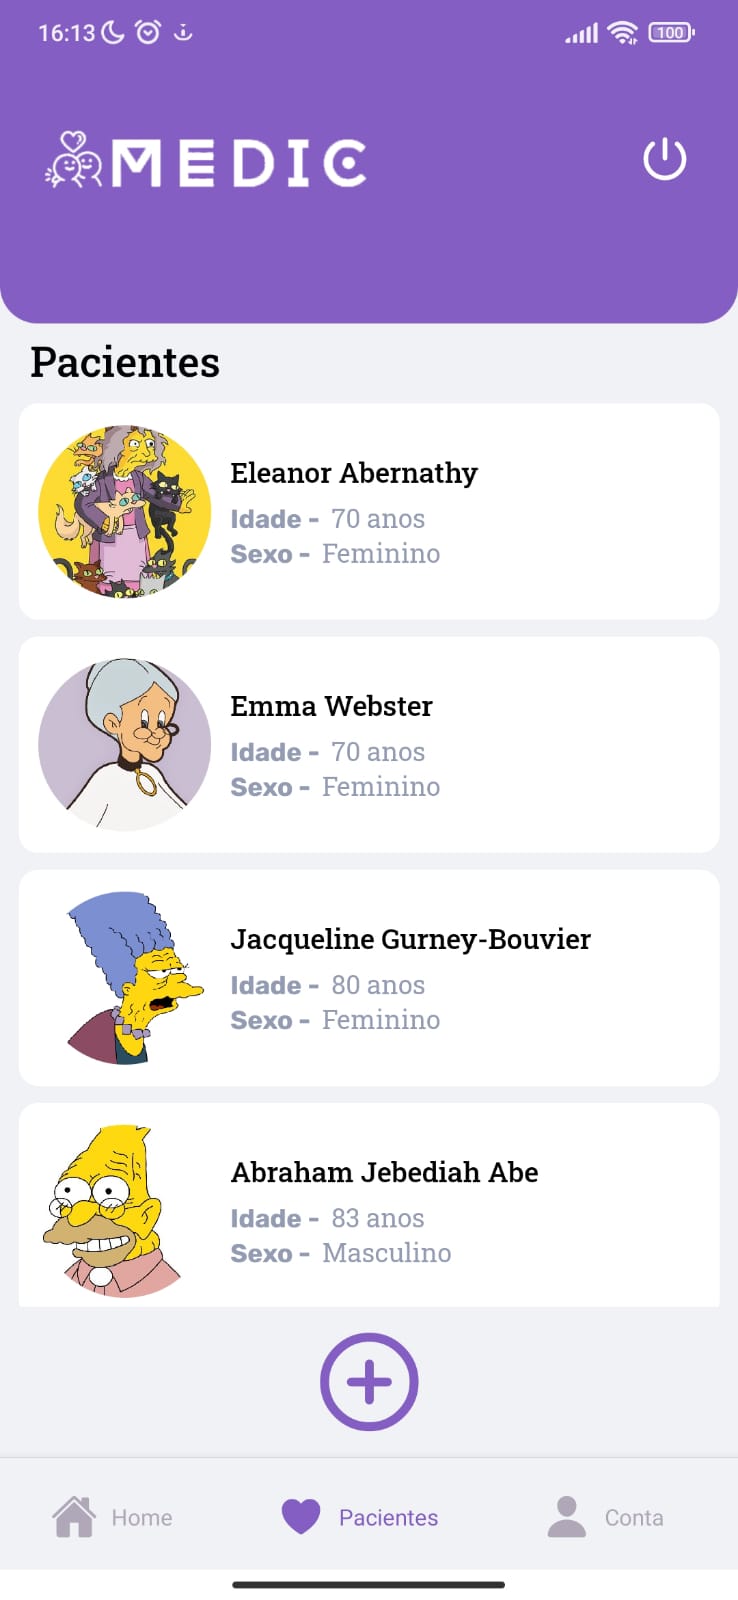 16:13
100
MEDIC
Pacientes
Eleanor Abernathy
Idade - 70 anos
Sexo - Feminino
Emma Webster
Idade - 70 anos
Sexo - Feminino
Jacqueline Gurney-Bouvier
Idade - 80 anos
Sexo - Feminino
Abraham Jebediah Abe
Idade - 83 anos
Sexo - Masculino
Home
Pacientes
Conta